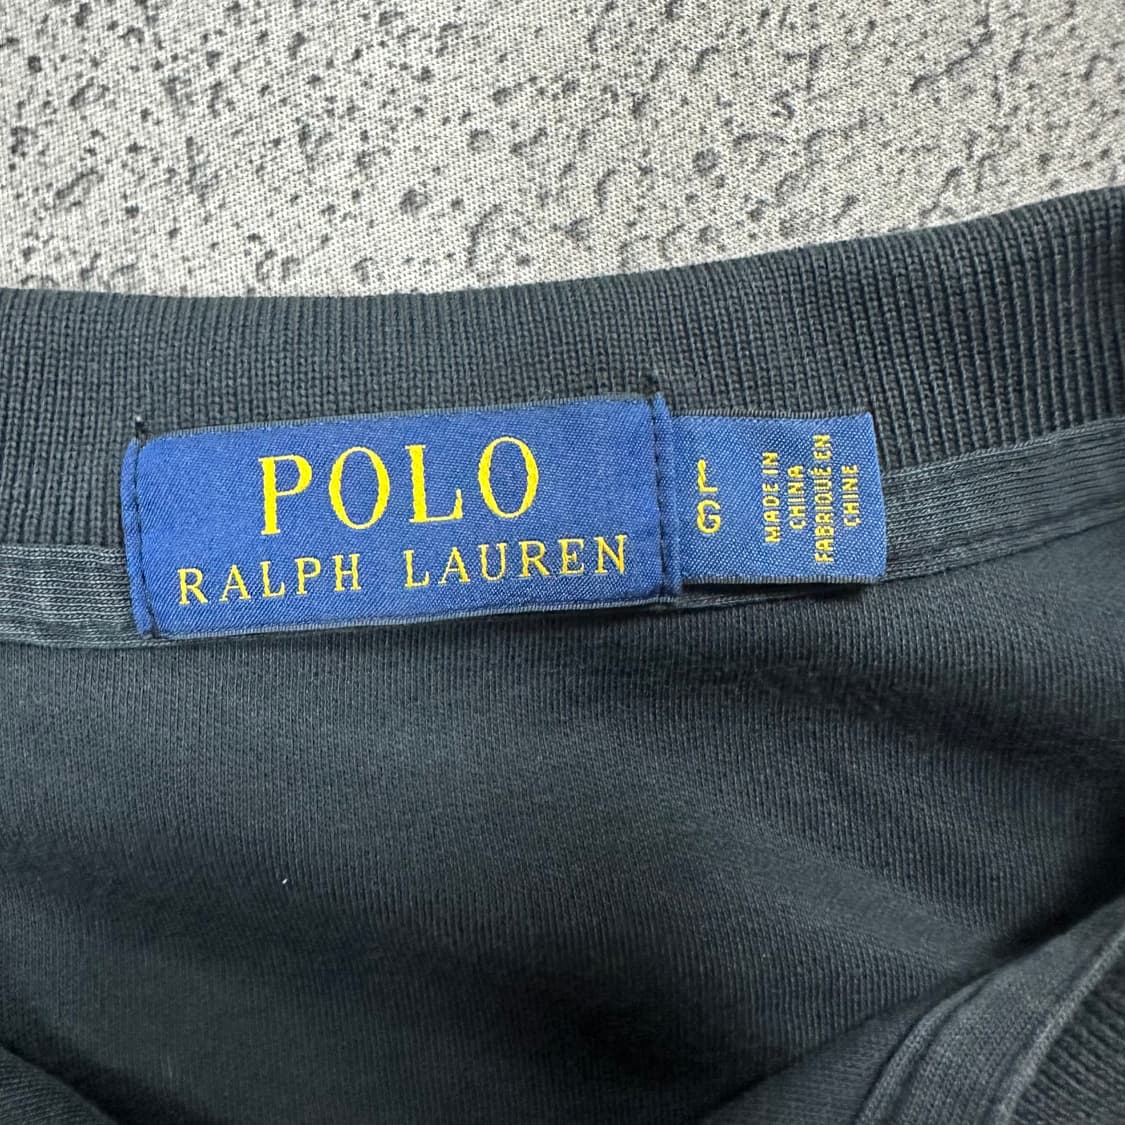 POLO
RALPH LAUREN
L
G
MADE IN
CHINA
FABRIQUÉ EN
CHINE